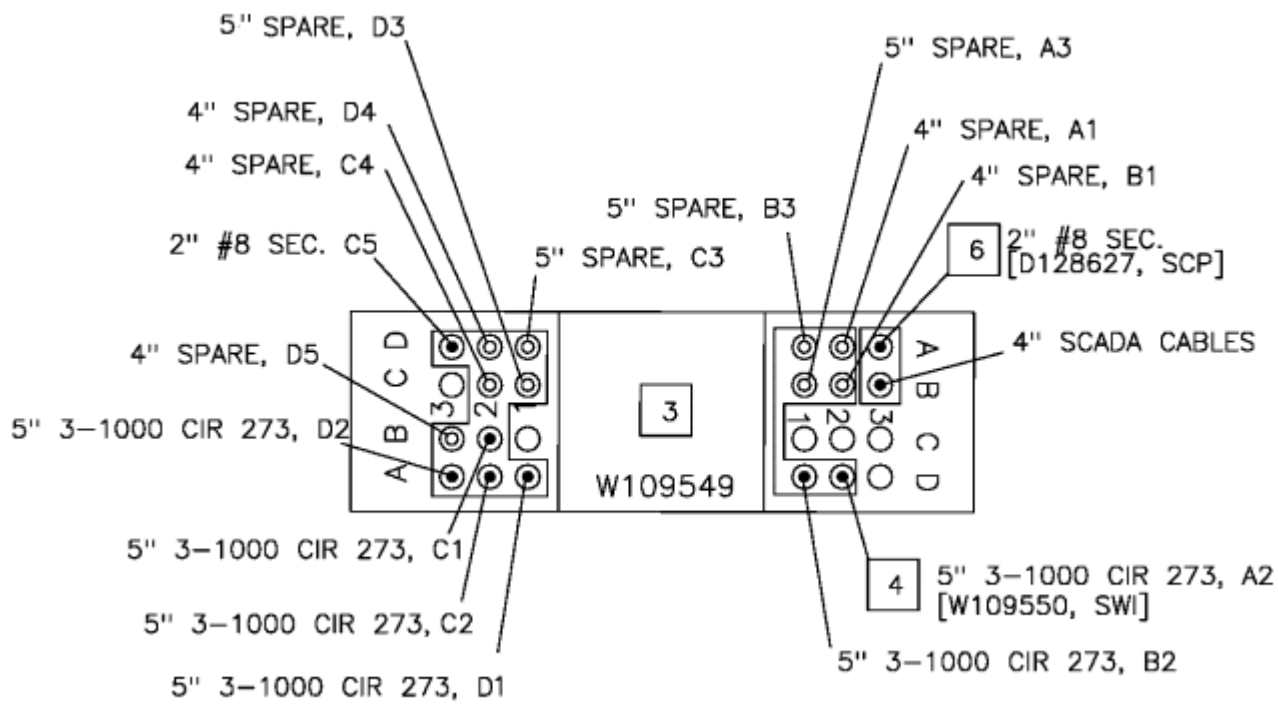 5" SPARE, D3
5" SPARE, A3
4" SPARE, D4
4" SPARE, A1
4" SPARE, C4
4" SPARE, B1
5" SPARE, B3
2" #8 SEC. C5
5" SPARE, C3
6
2" #8 SEC.
[D128627, SCP]
4" SPARE, D5
4" SCADA CABLES
5" 3-1000 CIR 273, D2
D
C
B
A
3
2
1
3
W109549
1
2
3
A
B
C
D
5" 3-1000 CIR 273, C1
4
5" 3-1000 CIR 273, A2
[W109550, SWI]
5" 3-1000 CIR 273, C2
5" 3-1000 CIR 273, B2
5" 3-1000 CIR 273, D1